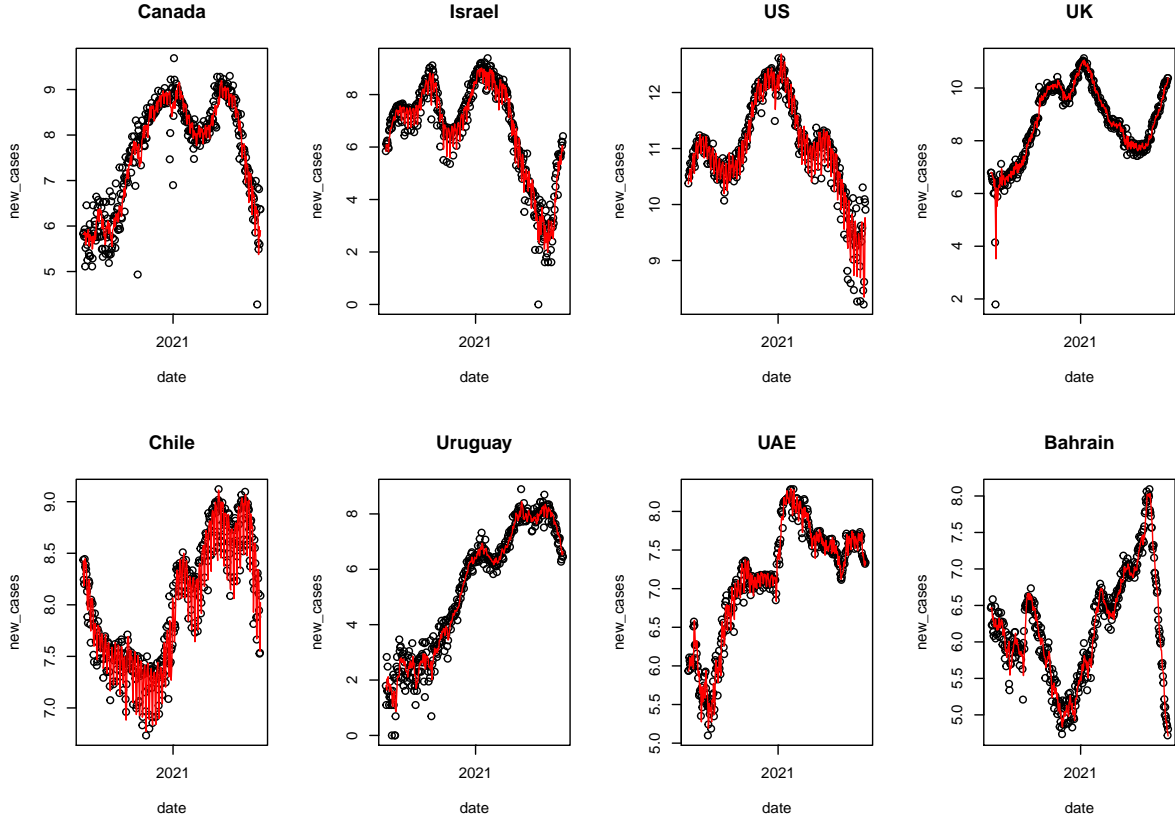 Canada
Israel
US
UK
new_cases
5 6 7 8 9
2021
date
new_cases
0 2 4 6 8
2021
date
new_cases
9 10 11 12
2021
date
new_cases
2 4 6 8 10
2021
date
Chile
Uruguay
UAE
Bahrain
new_cases
7.0 7.5 8.0 8.5 9.0
2021
date
new_cases
0 2 4 6 8
2021
date
new_cases
5.0 5.5 6.0 6.5 7.0 7.5 8.0
2021
date
new_cases
5.0 5.5 6.0 6.5 7.0 7.5 8.0
2021
date